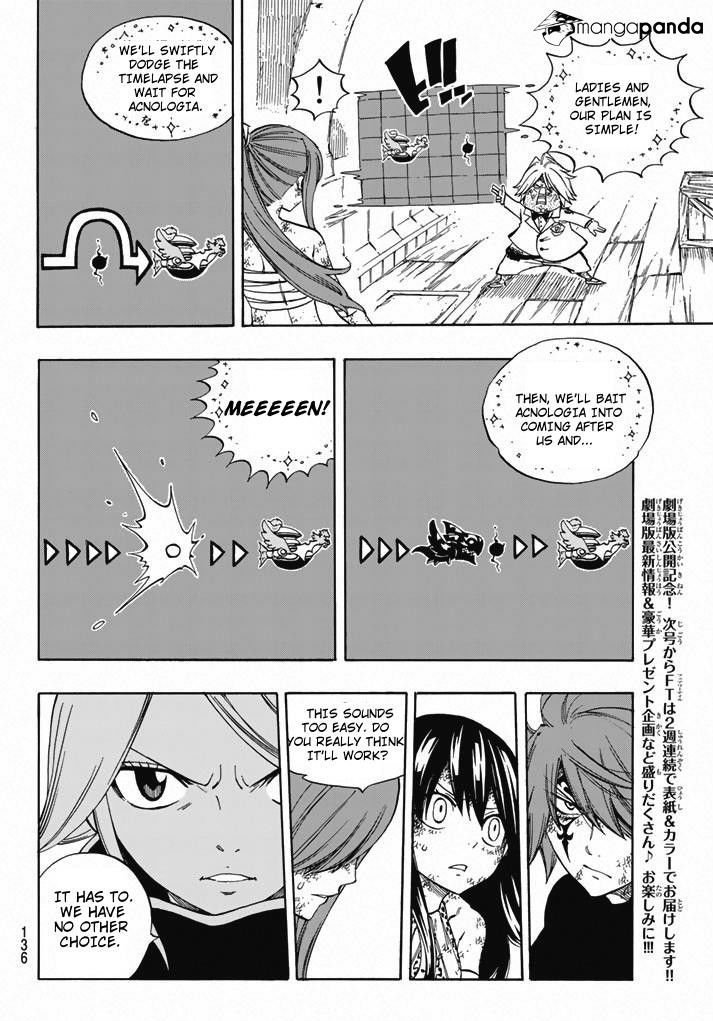 mangapanda
LADIES AND
GENTLEMEN,
OUR PLAN IS
SIMPLE!
!
ト!!!
WE'LL SWIFTLY
DODGE THE
TIMELAPSE AND
WAIT FOR
ACNOLOGIA.
THEN, WE'LL BAIT
ACNOLOGIA INTO
COMING AFTER
US AND...
MEEEEEN!
劇場版公開記念! 次号からFTは2週連続で表紙&カラーでお届けします!!
劇場版最新情報&豪華プレゼント企画など盛りだくさん♪ お楽しみに!!!
THIS SOUNDS
TOO EASY. DO
YOU REALLY THINK
IT'LL WORK?
IT HAS TO.
WE HAVE
NO OTHER
CHOICE.
136